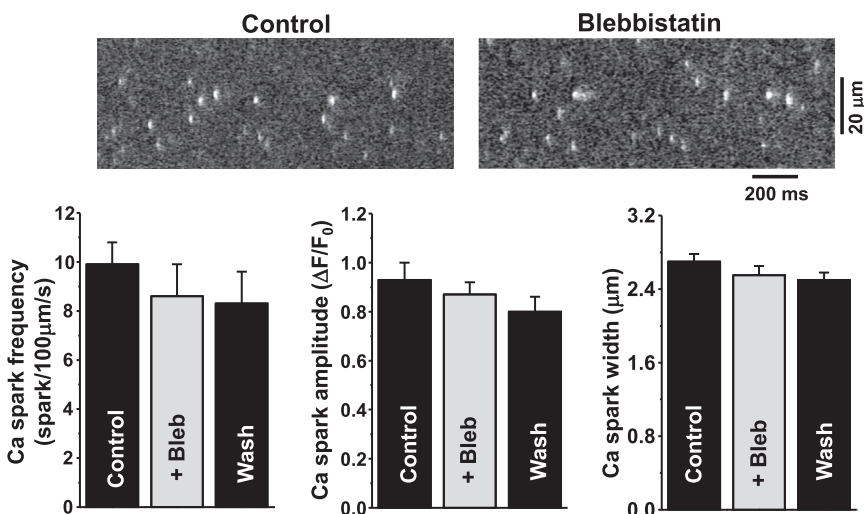 Control
Blebbistatin
20 μm
200 ms
Ca spark frequency
(spark/100μm/s)
12
10
8
6
4
2
0
Control
+ Bleb
Wash
Ca spark amplitude (ΔF/F0)
1.2
1.0
0.8
0.6
0.4
0.2
0.0
Control
+ Bleb
Wash
Ca spark width (μm)
3.2
2.4
1.6
0.8
0.0
Control
+ Bleb
Wash